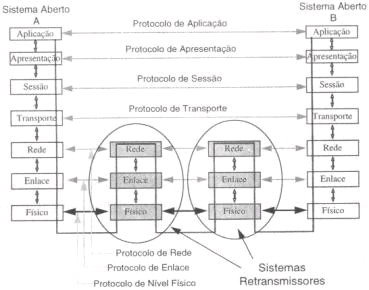 Sistema Aberto
A
Sistema Aberto
B
Aplicação
Protocolo de Aplicação
Aplicação
Apresentação
Protocolo de Apresentação
Apresentação
Sessão
Protocolo de Sessão
Sessão
Transporte
Protocolo de Transporte
Transporte
Rede
Rede
Rede
Rede
Enlace
Enlace
Enlace
Enlace
Físico
Físico
Físico
Físico
Protocolo de Rede
Protocolo de Enlace
Protocolo de Nível Físico
Sistemas
Retransmissores